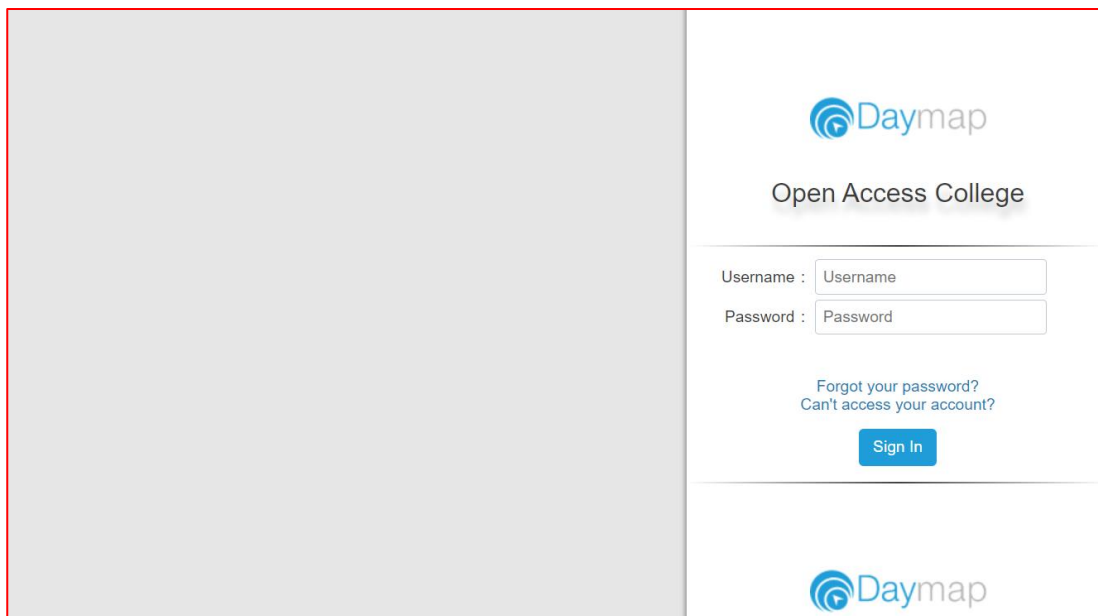 Daymap
Open Access College
Username : Username
Password : Password
Forgot your password?
Can't access your account?
Sign In
Daymap